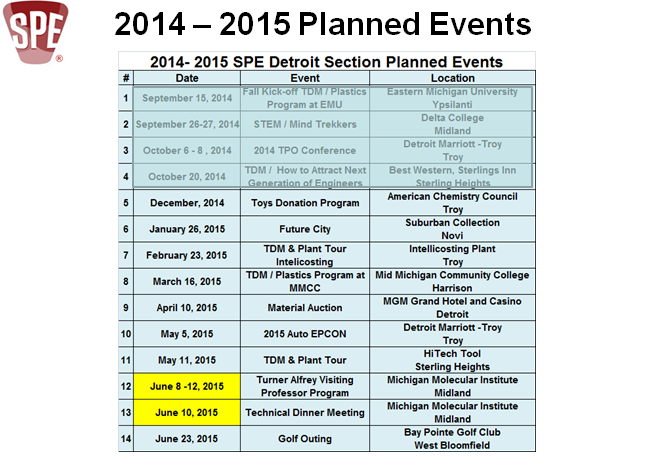 SPE
®
2014 – 2015 Planned Events
2014- 2015 SPE Detroit Section Planned Events
# Date Event Location
1 September 15, 2014 Fall Kick-off TDM / Plastics Program at EMU Eastern Michigan University Ypsilanti
2 September 26-27, 2014 STEM / Mind Trekkers Delta College Midland
3 October 6 - 8 , 2014 2014 TPO Conference Detroit Marriott -Troy Troy
4 October 20, 2014 TDM / How to Attract Next Generation of Engineers Best Western, Sterlings Inn Sterling Heights
5 December, 2014 Toys Donation Program American Chemistry Council Troy
6 January 26, 2015 Future City Suburban Collection Novi
7 February 23, 2015 TDM & Plant Tour Intelicosting Intellicosting Plant Troy
8 March 16, 2015 TDM / Plastics Program at MMCC Mid Michigan Community College Harrison
9 April 10, 2015 Material Auction MGM Grand Hotel and Casino Detroit
10 May 5, 2015 2015 Auto EPCON Detroit Marriott -Troy Troy
11 May 11, 2015 TDM & Plant Tour HiTech Tool Sterling Heights
12 June 8 -12, 2015 Turner Alfrey Visiting Professor Program Michigan Molecular Institute Midland
13 June 10, 2015 Technical Dinner Meeting Michigan Molecular Institute Midland
14 June 23, 2015 Golf Outing Bay Pointe Golf Club West Bloomfield